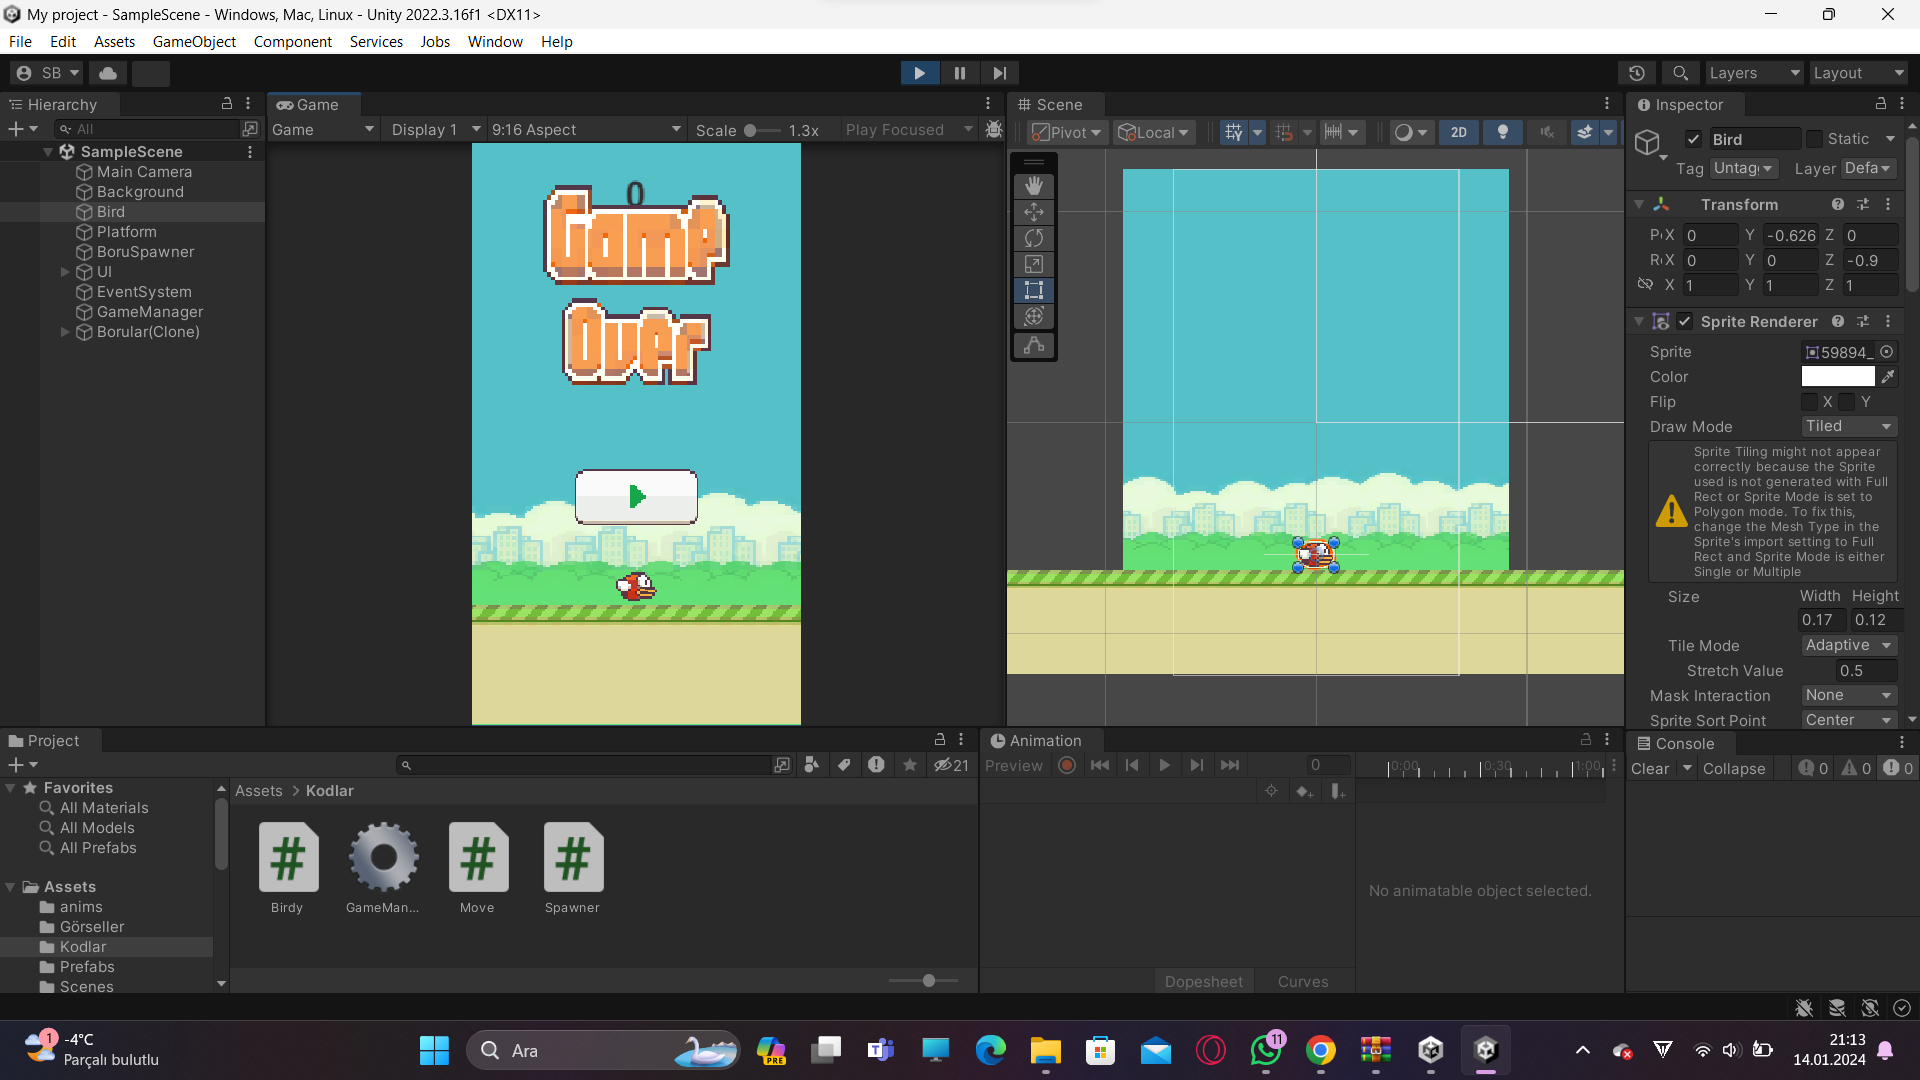 My project - SampleScene - Windows, Mac, Linux - Unity 2022.3.16f1 <DX11>
File Edit Assets GameObject Component Services Jobs Window Help
SB Layers Layout
Hierarchy
All
SampleScene
Main Camera
Background
Bird
Platform
BoruSpawner
UI
EventSystem
GameManager
Borular(Clone)
Game
Game Display 1 9:16 Aspect Scale 1.3x Play Focused
0
Game
Over
Scene
Pivot Local 2D
Inspector
Bird Static
Tag Untag Layer Defa
Transform
P X 0 Y -0.626 Z 0
R X 0 Y 0 Z -0.9
X 1 Y 1 Z 1
Sprite Renderer
Sprite 59894_
Color
Flip X Y
Draw Mode Tiled
Sprite Tiling might not appear
correctly because the Sprite
used is not generated with Full
Rect or Sprite Mode is set to
Polygon mode. To fix this,
change the Mesh Type in the
Sprite's import setting to Full
Rect and Sprite Mode is either
Single or Multiple
Size Width Height
0.17 0.12
Tile Mode Adaptive
Stretch Value 0.5
Mask Interaction None
Sprite Sort Point Center
Project
21
Favorites
All Materials
All Models
All Prefabs
Assets
anims
Görseller
Kodlar
Prefabs
Scenes
Assets > Kodlar
Birdy GameMan... Move Spawner
Animation
Preview 0 0:00 0:30 1:00
No animatable object selected.
Dopesheet Curves
Console
Clear Collapse 0 0 0
1 -4°C
Parçalı bulutlu
Ara
PRE
11
21:13
14.01.2024